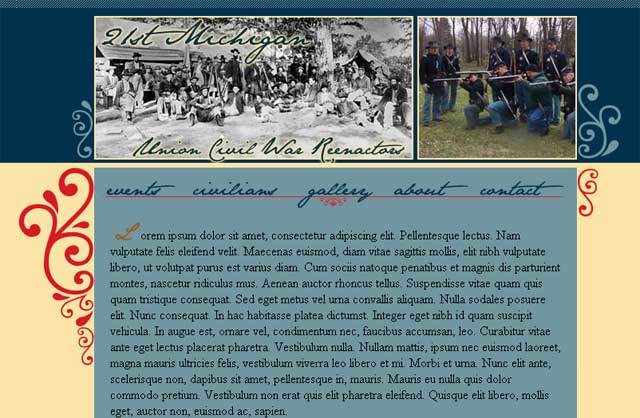 21st Michigan
Union Civil War Reenactors
events civilians gallery about contact
Lorem ipsum dolor sit amet, consectetur adipiscing elit. Pellentesque lectus. Nam
vulputate felis eleifend velit. Maecenas euismod, diam vitae sagittis mollis, elit nibh vulputate
libero, ut volutpat purus est varius diam. Cum sociis natoque penatibus et magnis dis parturient
montes, nascetur ridiculus mus. Aenean auctor rhoncus tellus. Suspendisse vitae quam quis
quam tristique consequat. Sed eget metus vel urna convallis aliquam. Nulla sodales posuere
elit. Nunc consequat. In hac habitasse platea dictumst. Integer eget nibh id quam suscipit
vehicula. In augue est, ornare vel, condimentum nec, faucibus accumsan, leo. Curabitur vitae
ante eget lectus placerat pharetra. Vestibulum nulla. Nullam mattis, ipsum nec euismod laoreet,
magna mauris ultricies felis, vestibulum viverra leo libero et mi. Morbi et urna. Nunc elit ante,
scelerisque non, dapibus sit amet, pellentesque in, mauris. Mauris eu nulla quis dolor
commodo pretium. Vestibulum non erat quis elit pharetra eleifend. Quisque elit libero, mollis
eget, auctor non, euismod ac, sapien.